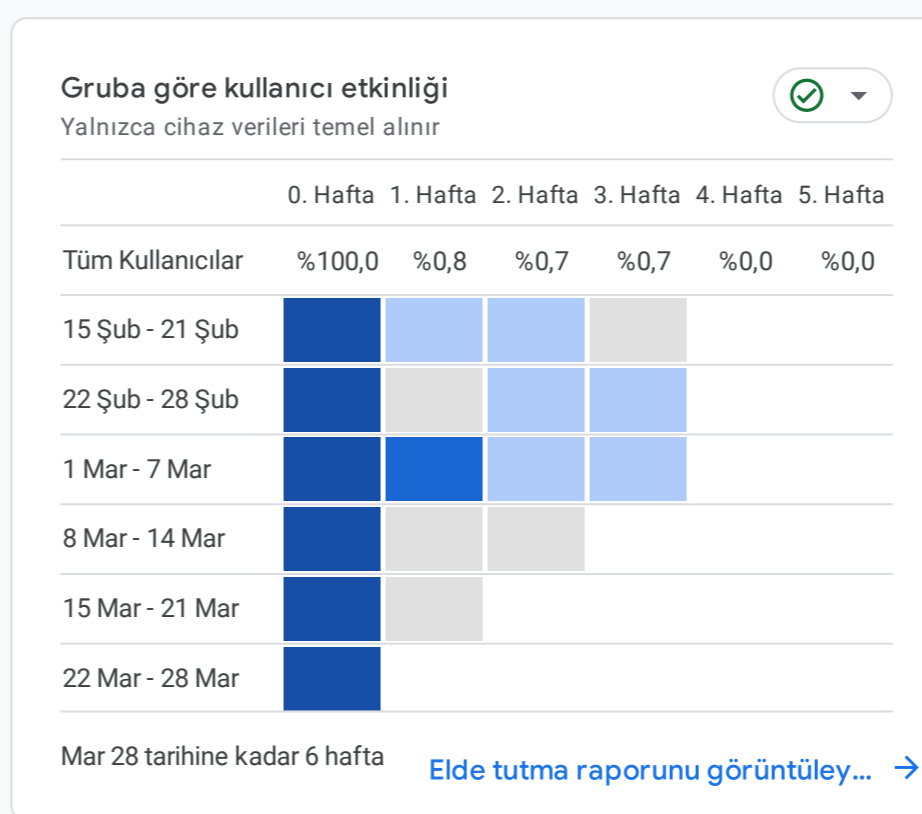 Gruba göre kullanıcı etkinliği
Yalnızca cihaz verileri temel alınır
0. Hafta 1. Hafta 2. Hafta 3. Hafta 4. Hafta 5. Hafta
Tüm Kullanıcılar %100,0 %0,8 %0,7 %0,7 %0,0 %0,0
15 Şub - 21 Şub
22 Şub - 28 Şub
1 Mar - 7 Mar
8 Mar - 14 Mar
15 Mar - 21 Mar
22 Mar - 28 Mar
Mar 28 tarihine kadar 6 hafta
Elde tutma raporunu görüntüley...